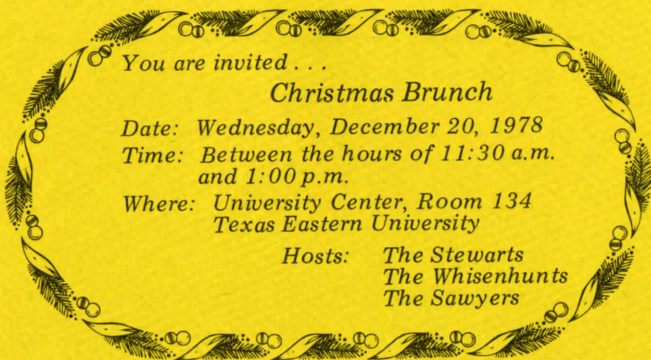 You are invited . . .
Christmas Brunch
Date: Wednesday, December 20, 1978
Time: Between the hours of 11:30 a.m.
and 1:00 p.m.
Where: University Center, Room 134
Texas Eastern University
Hosts: The Stewarts
The Whisenhunts
The Sawyers